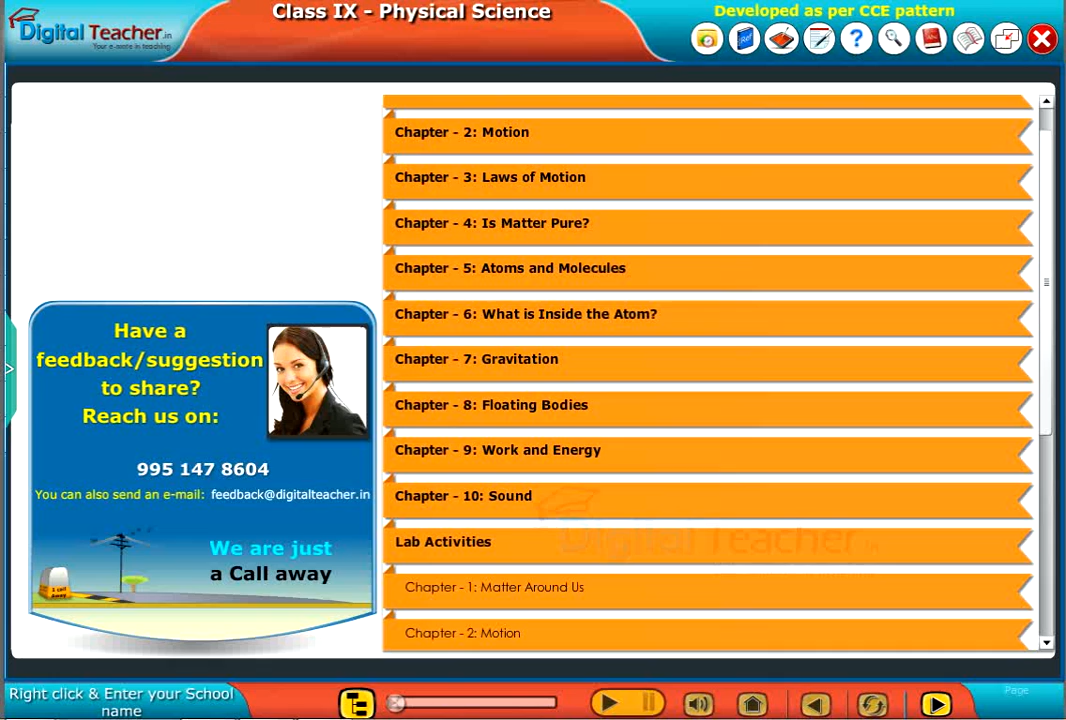 Digital Teacher.in
Your e-mate in teaching
Class IX - Physical Science
Developed as per CCE pattern
Chapter - 2: Motion
Chapter - 3: Laws of Motion
Chapter - 4: Is Matter Pure?
Chapter - 5: Atoms and Molecules
Chapter - 6: What is Inside the Atom?
Chapter - 7: Gravitation
Chapter - 8: Floating Bodies
Chapter - 9: Work and Energy
Chapter - 10: Sound
Lab Activities
Chapter - 1: Matter Around Us
Chapter - 2: Motion
Digital Teacher.in
Have a
feedback/suggestion
to share?
Reach us on:
995 147 8604
You can also send an e-mail: feedback@digitalteacher.in
We are just
a Call away
Right click & Enter your School
name
Page